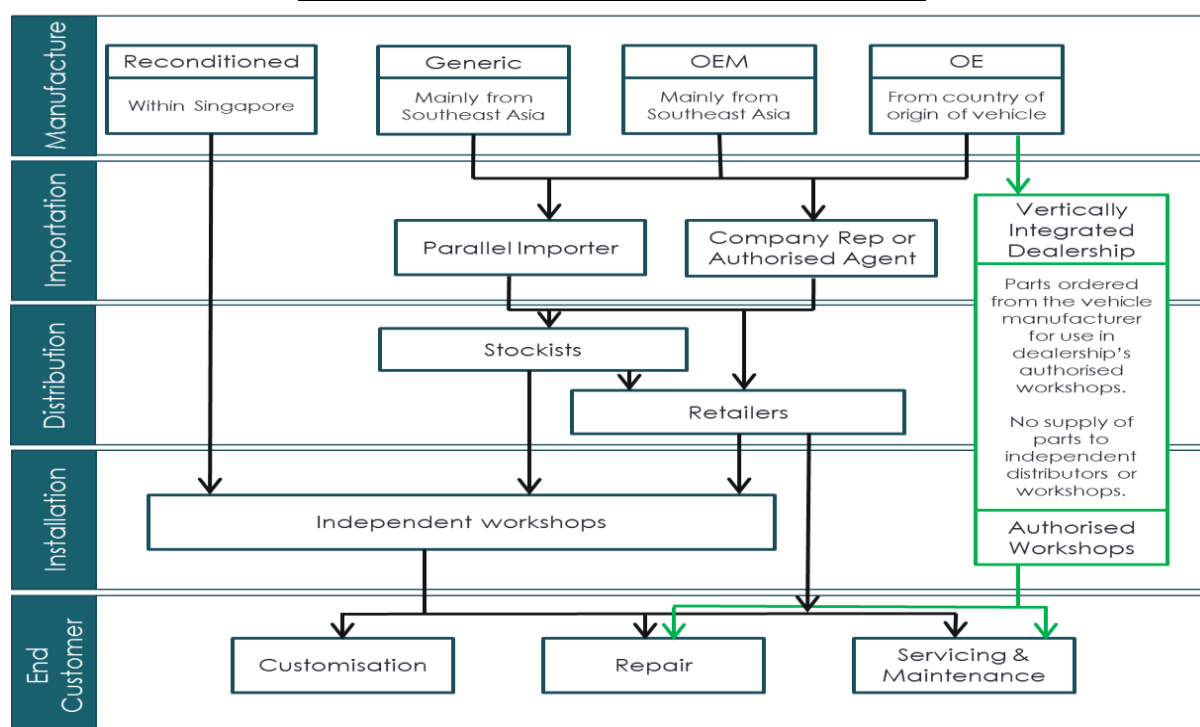 Manufacture
Reconditioned
Within Singapore
Generic
Mainly from
Southeast Asia
OEM
Mainly from
Southeast Asia
OE
From country of
origin of vehicle
Importation
Parallel Importer
Company Rep or
Authorised Agent
Vertically
Integrated
Dealership
Parts ordered
from the vehicle
manufacturer
for use in
dealership's
authorised
workshops.
No supply of
parts to
independent
distributors or
workshops.
Distribution
Stockists
Retailers
Installation
Independent workshops
Authorised
Workshops
End
Customer
Customisation
Repair
Servicing &
Maintenance